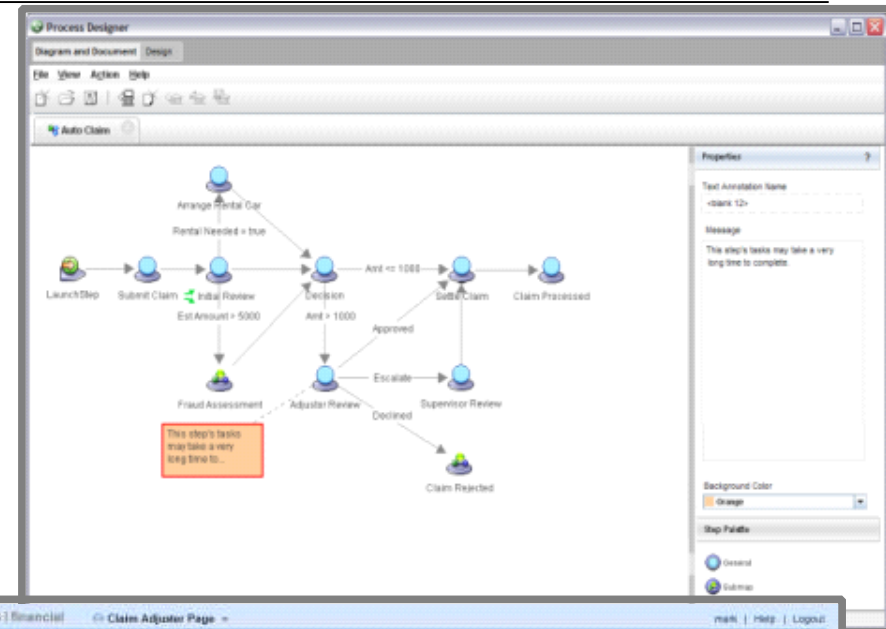 Process Designer
Diagram and Document Design
File View Action Help
Auto Claim
Properties ?
Text Annotation Name
<blank 12>
Message
This step's tasks may take a very
long time to complete.
Arrange Rental Car
Rental Needed = true
Amt <= 1000
LaunchStep Submit Claim Initial Review Decision Settle Claim Claim Processed
Est Amount > 5000 Amt > 1000
Approved
Escalate
Fraud Assessment Adjuster Review Supervisor Review
Declined
This step's tasks
may take a very
long time to...
Claim Rejected
Background Color
Orange
Step Palette
General
Submap
financial Claim Adjuster Page mark | Help | Logout